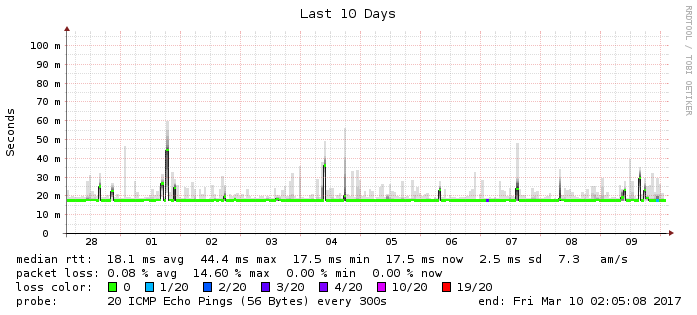 Last 10 Days
RRDTOOL / TOBI OETIKER
Seconds
100 m
90 m
80 m
70 m
60 m
50 m
40 m
30 m
20 m
10 m
0
28 01 02 03 04 05 06 07 08 09
median rtt: 18.1 ms avg 44.4 ms max 17.5 ms min 17.5 ms now 2.5 ms sd 7.3 am/s
packet loss: 0.08 % avg 14.60 % max 0.00 % min 0.00 % now
loss color: 0 1/20 2/20 3/20 4/20 10/20 19/20
probe: 20 ICMP Echo Pings (56 Bytes) every 300s end: Fri Mar 10 02:05:08 2017